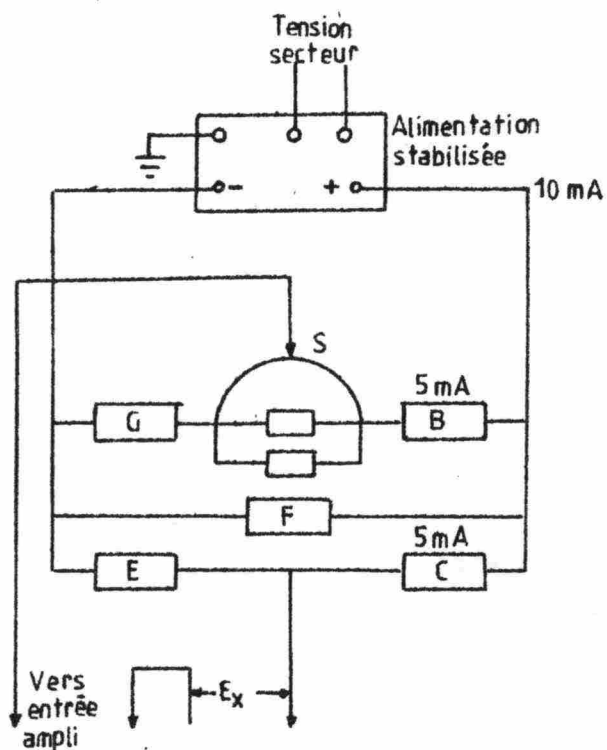 Tension
secteur
Alimentation
stabilisée
-
+
10 mA
S
G
5 mA
B
F
E
5 mA
C
Vers
entrée
ampli
Ex